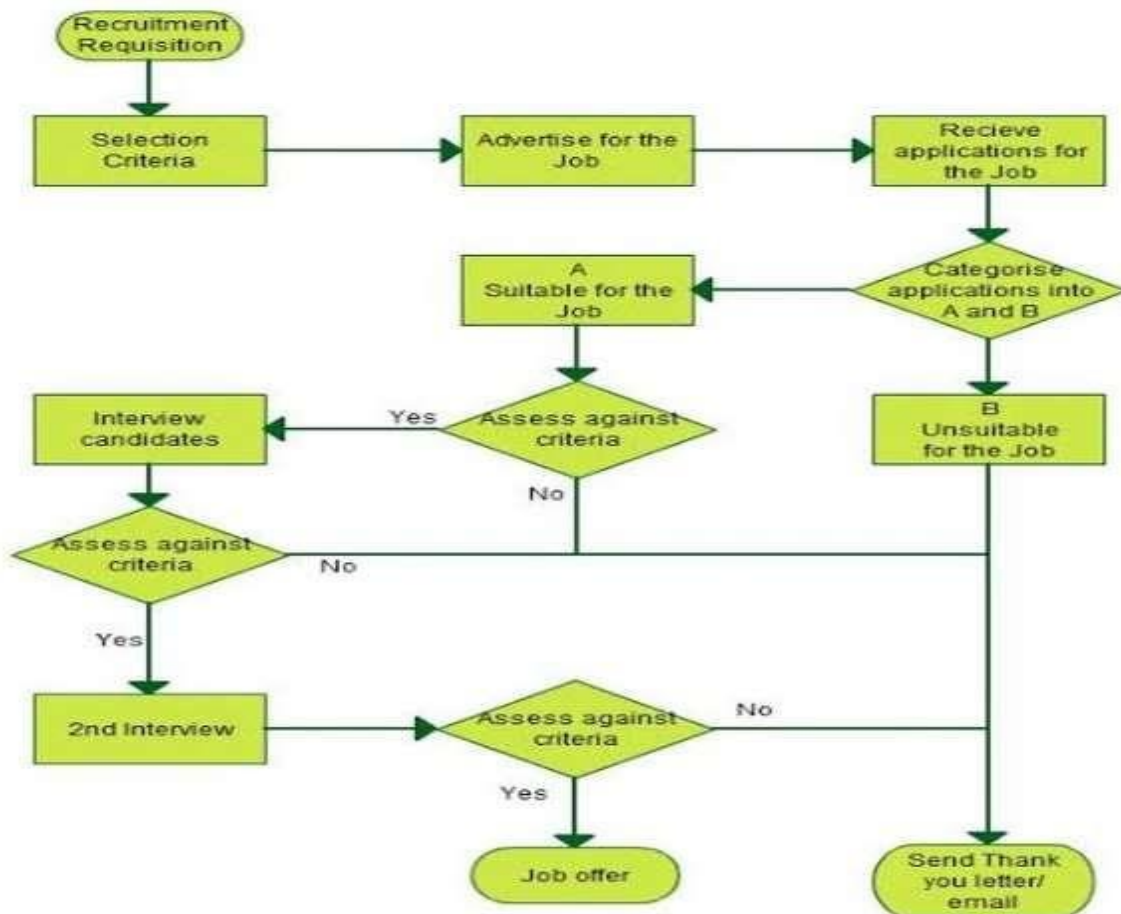 Recruitment
Requisition
Selection
Criteria
Advertise for the
Job
Recieve
applications for
the Job
Categorise
applications into
A and B
A
Suitable for the
Job
B
Unsuitable
for the Job
Assess against
criteria
Yes
No
Interview
candidates
Assess against
criteria
No
Yes
2nd Interview
Assess against
criteria
No
Yes
Job offer
Send Thank
you letter/
email